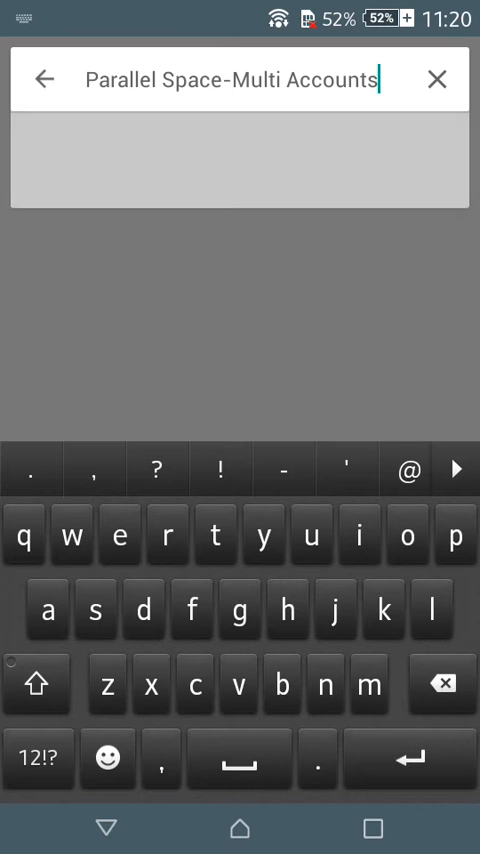 52% 52% 11:20
Parallel Space-Multi Accounts
. , ? ! - ' @
q w e r t y u i o p
a s d f g h j k l
z x c v b n m
12!? , .